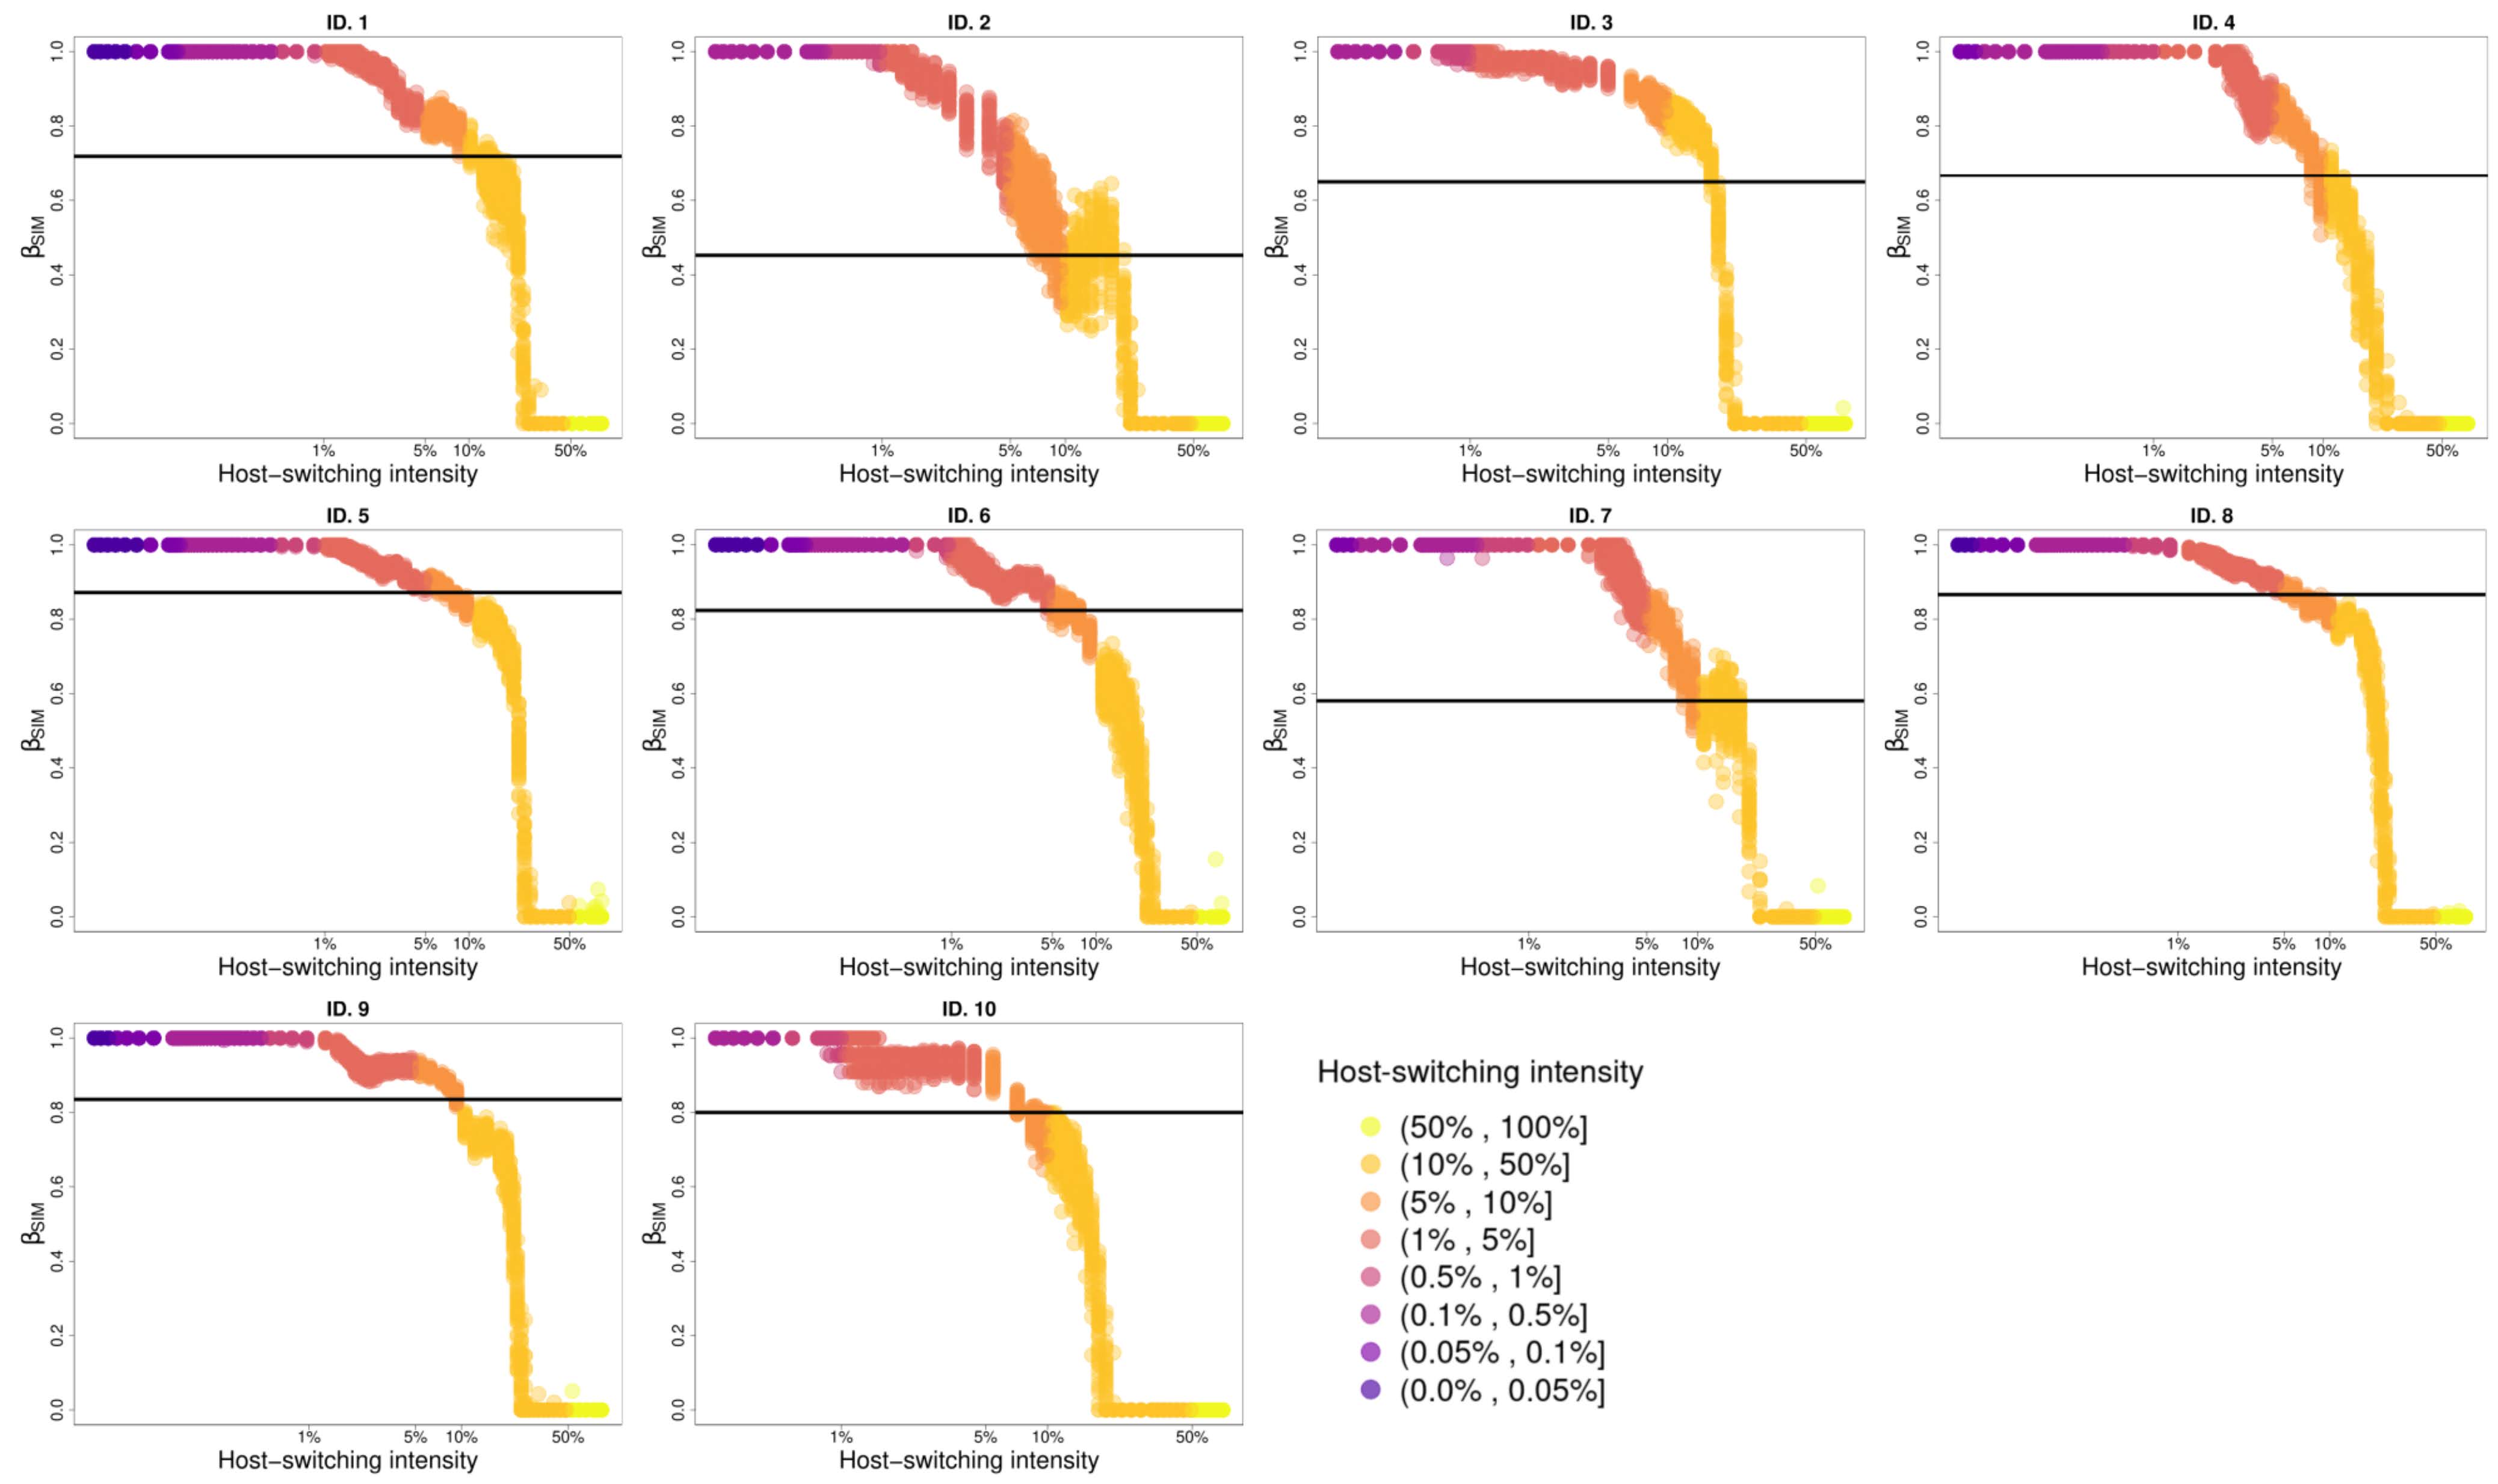 ID. 1
ID. 2
ID. 3
ID. 4
βSIM
0.0 0.2 0.4 0.6 0.8 1.0
1% 5% 10% 50%
Host−switching intensity
βSIM
0.0 0.2 0.4 0.6 0.8 1.0
1% 5% 10% 50%
Host−switching intensity
βSIM
0.0 0.2 0.4 0.6 0.8 1.0
1% 5% 10% 50%
Host−switching intensity
βSIM
0.0 0.2 0.4 0.6 0.8 1.0
1% 5% 10% 50%
Host−switching intensity
ID. 5
ID. 6
ID. 7
ID. 8
βSIM
0.0 0.2 0.4 0.6 0.8 1.0
1% 5% 10% 50%
Host−switching intensity
βSIM
0.0 0.2 0.4 0.6 0.8 1.0
1% 5% 10% 50%
Host−switching intensity
βSIM
0.0 0.2 0.4 0.6 0.8 1.0
1% 5% 10% 50%
Host−switching intensity
βSIM
0.0 0.2 0.4 0.6 0.8 1.0
1% 5% 10% 50%
Host−switching intensity
ID. 9
ID. 10
βSIM
0.0 0.2 0.4 0.6 0.8 1.0
1% 5% 10% 50%
Host−switching intensity
βSIM
0.0 0.2 0.4 0.6 0.8 1.0
1% 5% 10% 50%
Host−switching intensity
Host-switching intensity
(50% , 100%]
(10% , 50%]
(5% , 10%]
(1% , 5%]
(0.5% , 1%]
(0.1% , 0.5%]
(0.05% , 0.1%]
(0.0% , 0.05%]